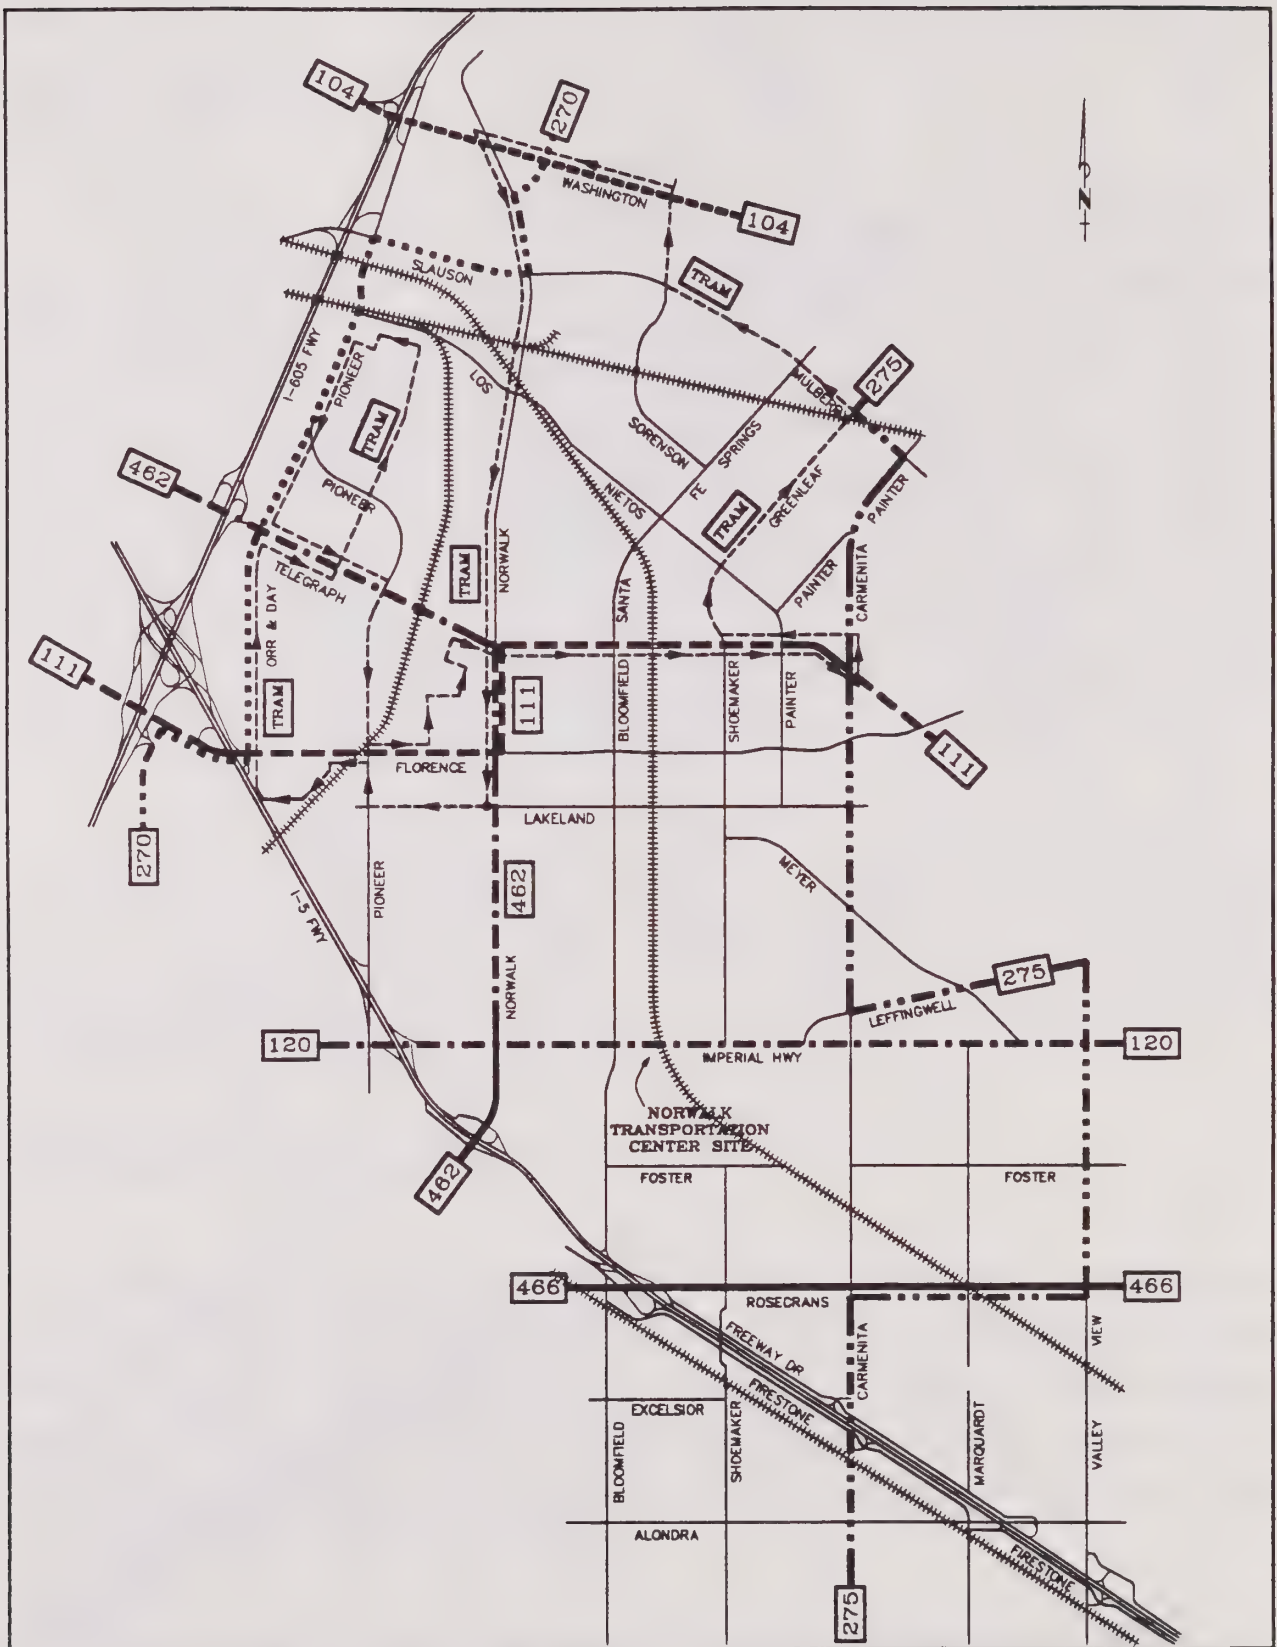 104
270
WASHINGTON
104
N
SLAUSON
TRAM
I-605 FWY
PIONEER
LOS
MULBERRY
275
TRAM
SORENSON
SPRINGS
FE
462
PIONEER
NIETOS
TRAM
GREENLEAF
PAINTER
TELEGRAPH
TRAM
NORWALK
SANTA
PAINTER
CARMENITA
ORR & DAY
111
TRAM
111
BLOOMFIELD
SHOEMAKER
PAINTER
111
FLORENCE
LAKELAND
270
462
MEYER
PIONEER
I-5 FWY
NORWALK
275
LEFFINGWELL
120
IMPERIAL HWY
120
NORWALK
TRANSPORTATION
CENTER SITE
462
FOSTER
FOSTER
466
ROSECRANS
466
FREEWAY DR
CARMENITA
VIEW
FIRESTONE
EXCELSIOR
BLOOMFIELD
SHOEMAKER
MARQUARDT
VALLEY
ALONDRA
FIRESTONE
275